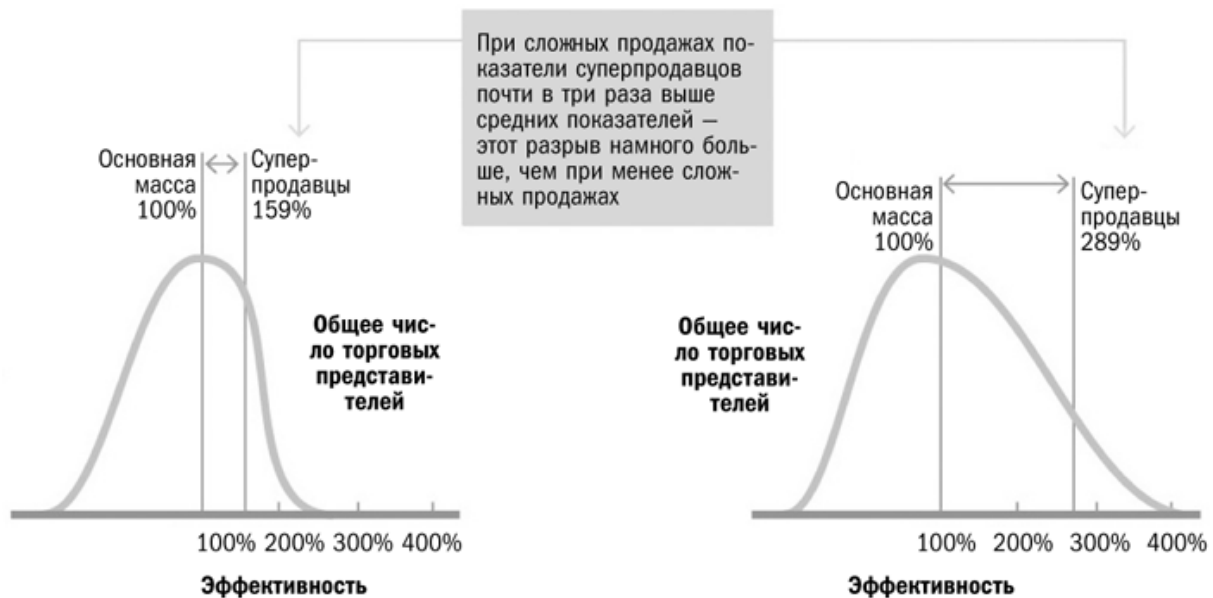 При сложных продажах по-
казатели суперпродавцов
почти в три раза выше
средних показателей —
этот разрыв намного боль-
ше, чем при менее слож-
ных продажах
Основная
масса
100%
Супер-
продавцы
159%
Общее чис-
ло торговых
представи-
телей
100% 200% 300% 400%
Эффективность
Основная
масса
100%
Супер-
продавцы
289%
Общее чис-
ло торговых
представи-
телей
100% 200% 300% 400%
Эффективность